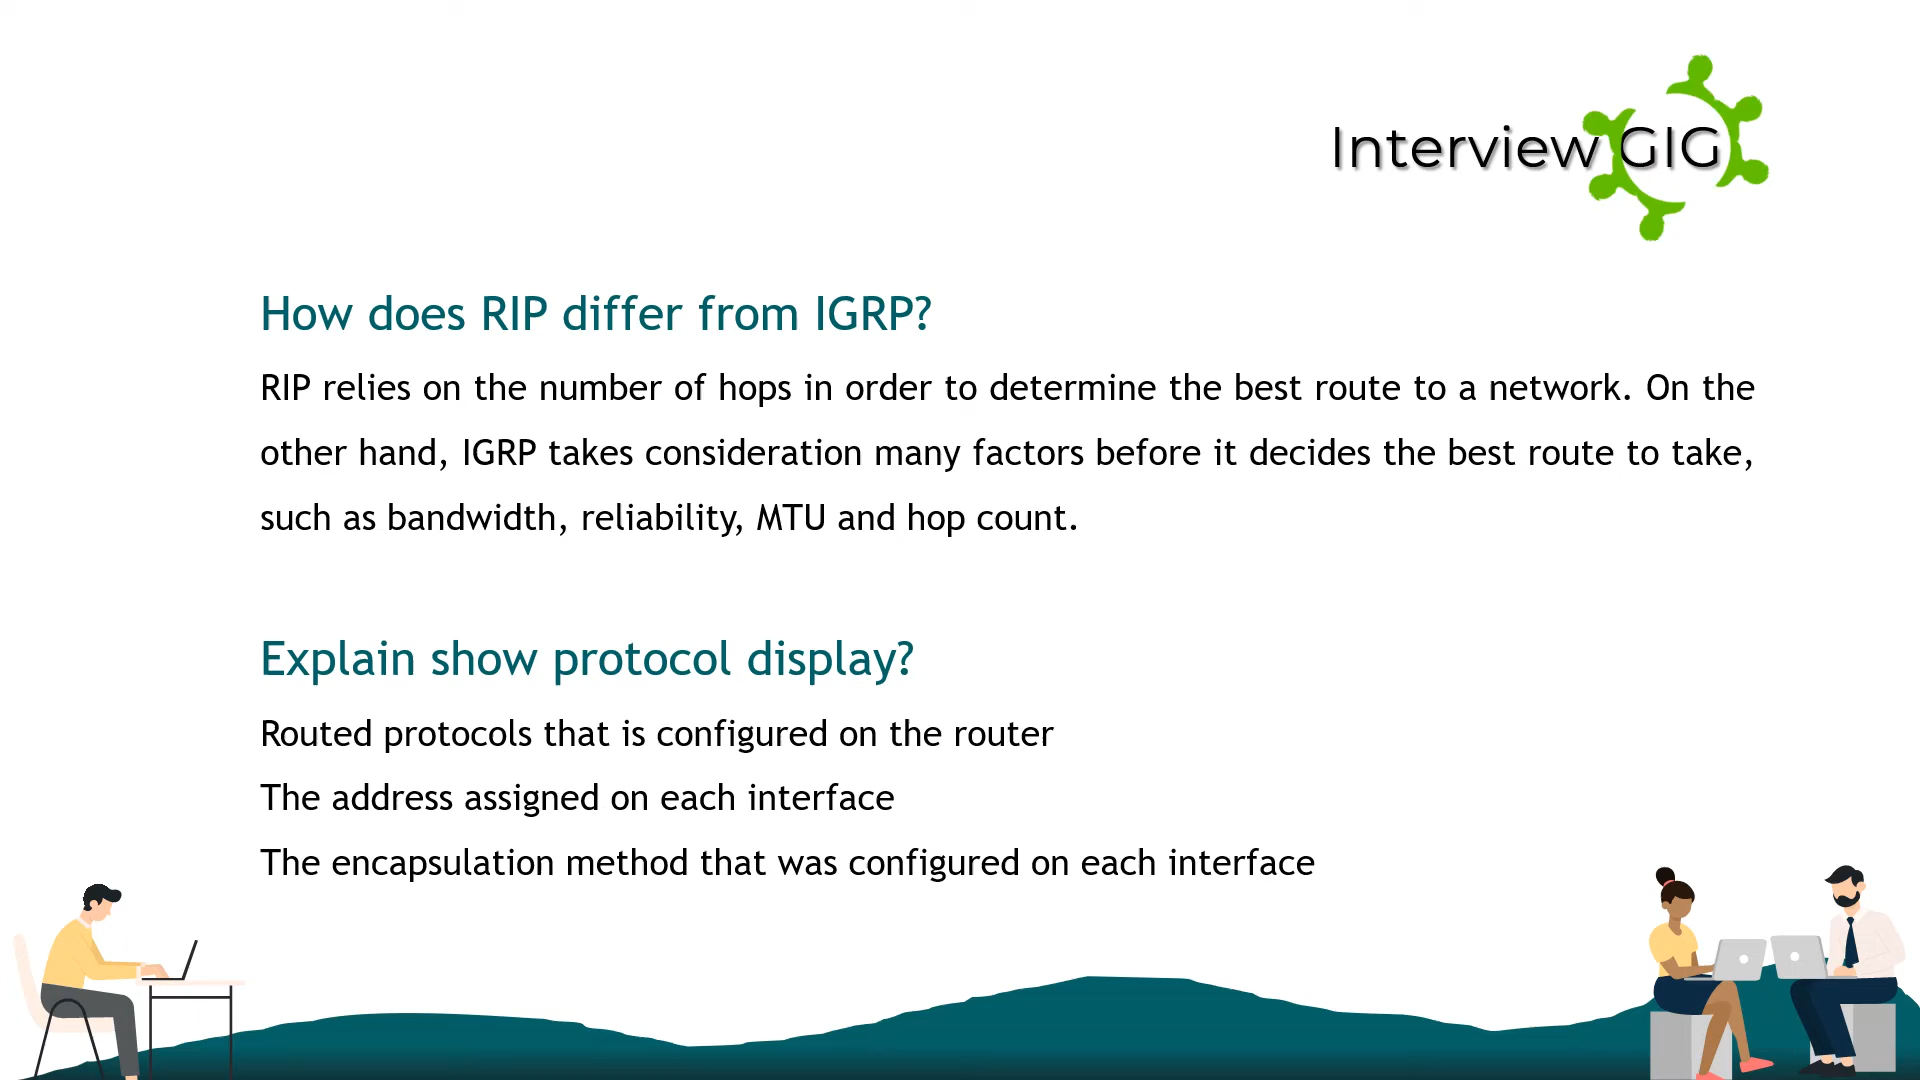 Interview GIG
How does RIP differ from IGRP?
RIP relies on the number of hops in order to determine the best route to a network. On the
other hand, IGRP takes consideration many factors before it decides the best route to take,
such as bandwidth, reliability, MTU and hop count.
Explain show protocol display?
Routed protocols that is configured on the router
The address assigned on each interface
The encapsulation method that was configured on each interface